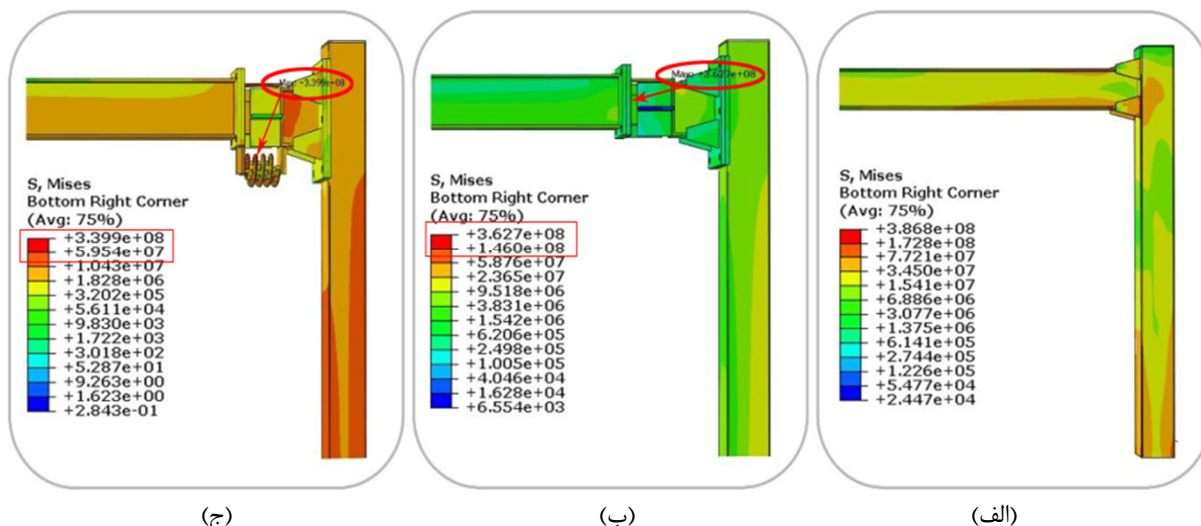 Max: +3.399e+08
S, Mises
Bottom Right Corner
(Avg: 75%)
+3.399e+08
+5.954e+07
+1.043e+07
+1.828e+06
+3.202e+05
+5.611e+04
+9.830e+03
+1.722e+03
+3.018e+02
+5.287e+01
+9.263e+00
+1.623e+00
+2.843e-01
(ج)
Max: +3.627e+08
S, Mises
Bottom Right Corner
(Avg: 75%)
+3.627e+08
+1.460e+08
+5.876e+07
+2.365e+07
+9.518e+06
+3.831e+06
+1.542e+06
+6.206e+05
+2.498e+05
+1.005e+05
+4.046e+04
+1.628e+04
+6.554e+03
(ب)
S, Mises
Bottom Right Corner
(Avg: 75%)
+3.868e+08
+1.728e+08
+7.721e+07
+3.450e+07
+1.541e+07
+6.886e+06
+3.077e+06
+1.375e+06
+6.141e+05
+2.744e+05
+1.226e+05
+5.477e+04
+2.447e+04
(الف)